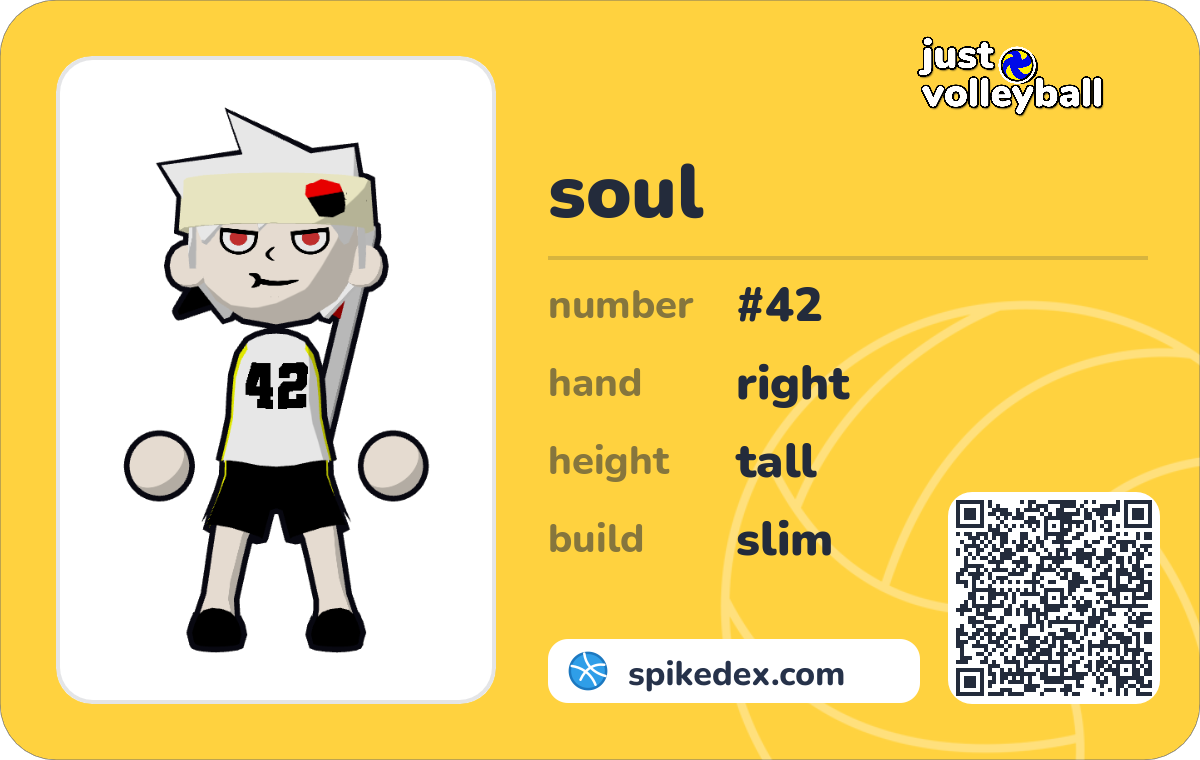 just
volleyball
soul
number #42
hand right
height tall
build slim
42
spikedex.com